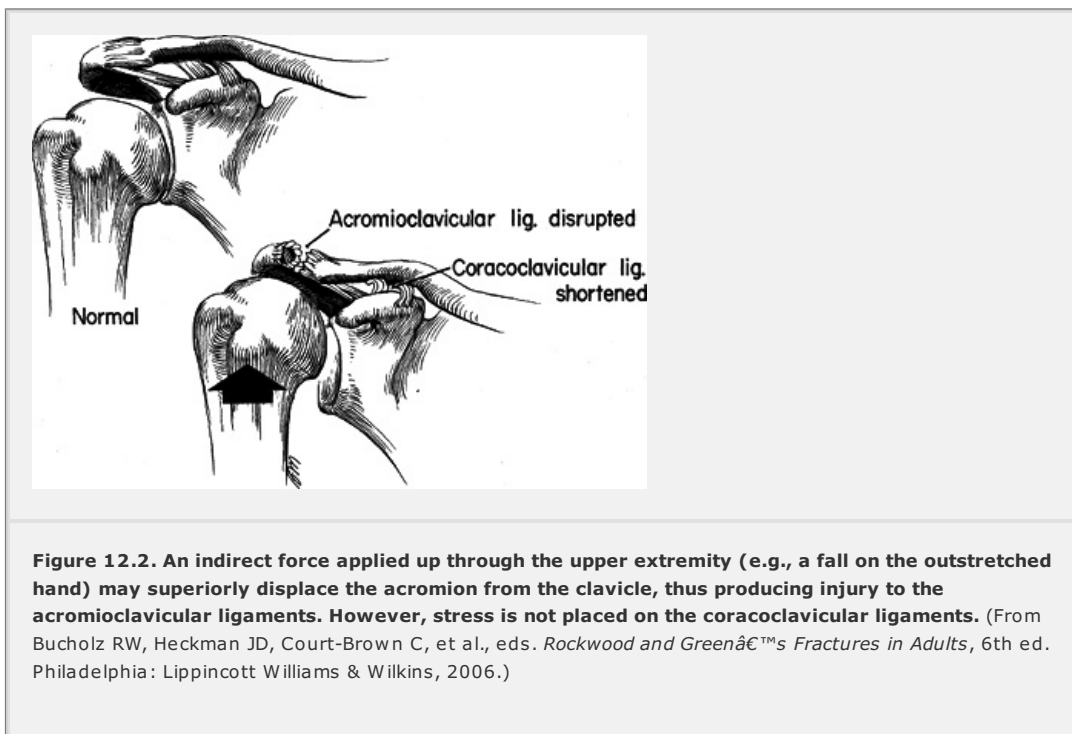 Acromioclavicular lig. disrupted
Coracoclavicular lig.
shortened
Normal
Figure 12.2. An indirect force applied up through the upper extremity (e.g., a fall on the outstretched
hand) may superiorly displace the acromion from the clavicle, thus producing injury to the
acromioclavicular ligaments. However, stress is not placed on the coracoclavicular ligaments. (From
Bucholz RW, Heckman JD, Court-Brown C, et al., eds. Rockwood and Greenâ€™s Fractures in Adults, 6th ed.
Philadelphia: Lippincott Williams & Wilkins, 2006.)